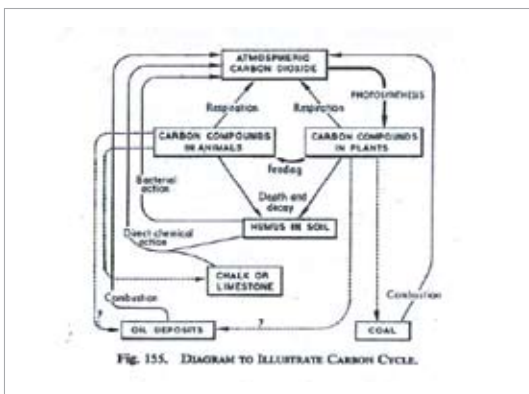 ATMOSPHERIC
CARBON DIOXIDE
PHOTOSYNTHESIS
Respiration
Respiration
CARBON COMPOUNDS
IN ANIMALS
CARBON COMPOUNDS
IN PLANTS
Feeding
Bacterial
action
Death and
decay
HUMUS IN SOIL
Direct chemical
action
CHALK OR
LIMESTONE
Combustion
Combustion
?
?
OIL DEPOSITS
COAL
Fig. 155. DIAGRAM TO ILLUSTRATE CARBON CYCLE.